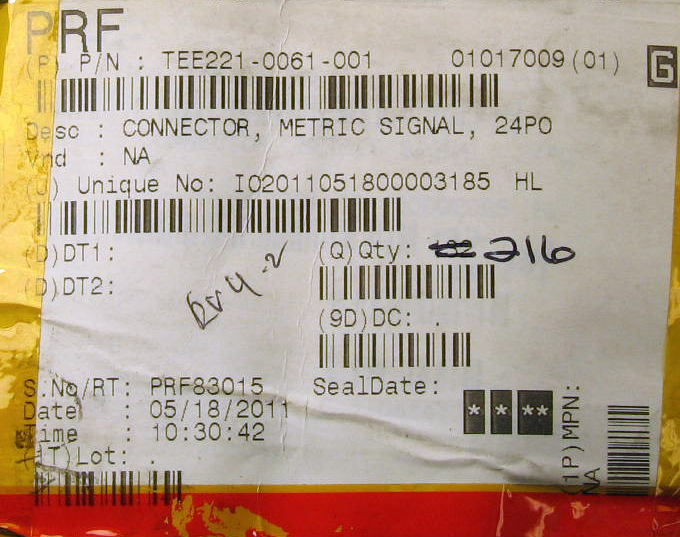 PRF
(P) P/N : TEE221-0061-001 01017009(01) G
Desc : CONNECTOR, METRIC SIGNAL, 24PO
Vnd : NA
(U) Unique No: IO2011051800003185 HL
(D)DT1: (Q)Qty: 216
(D)DT2:
(9D)DC: .
S.No/RT: PRF83015 SealDate:
Date : 05/18/2011 * * **
Time : 10:30:42
(1T)Lot: .
(1P)MPN:
NA